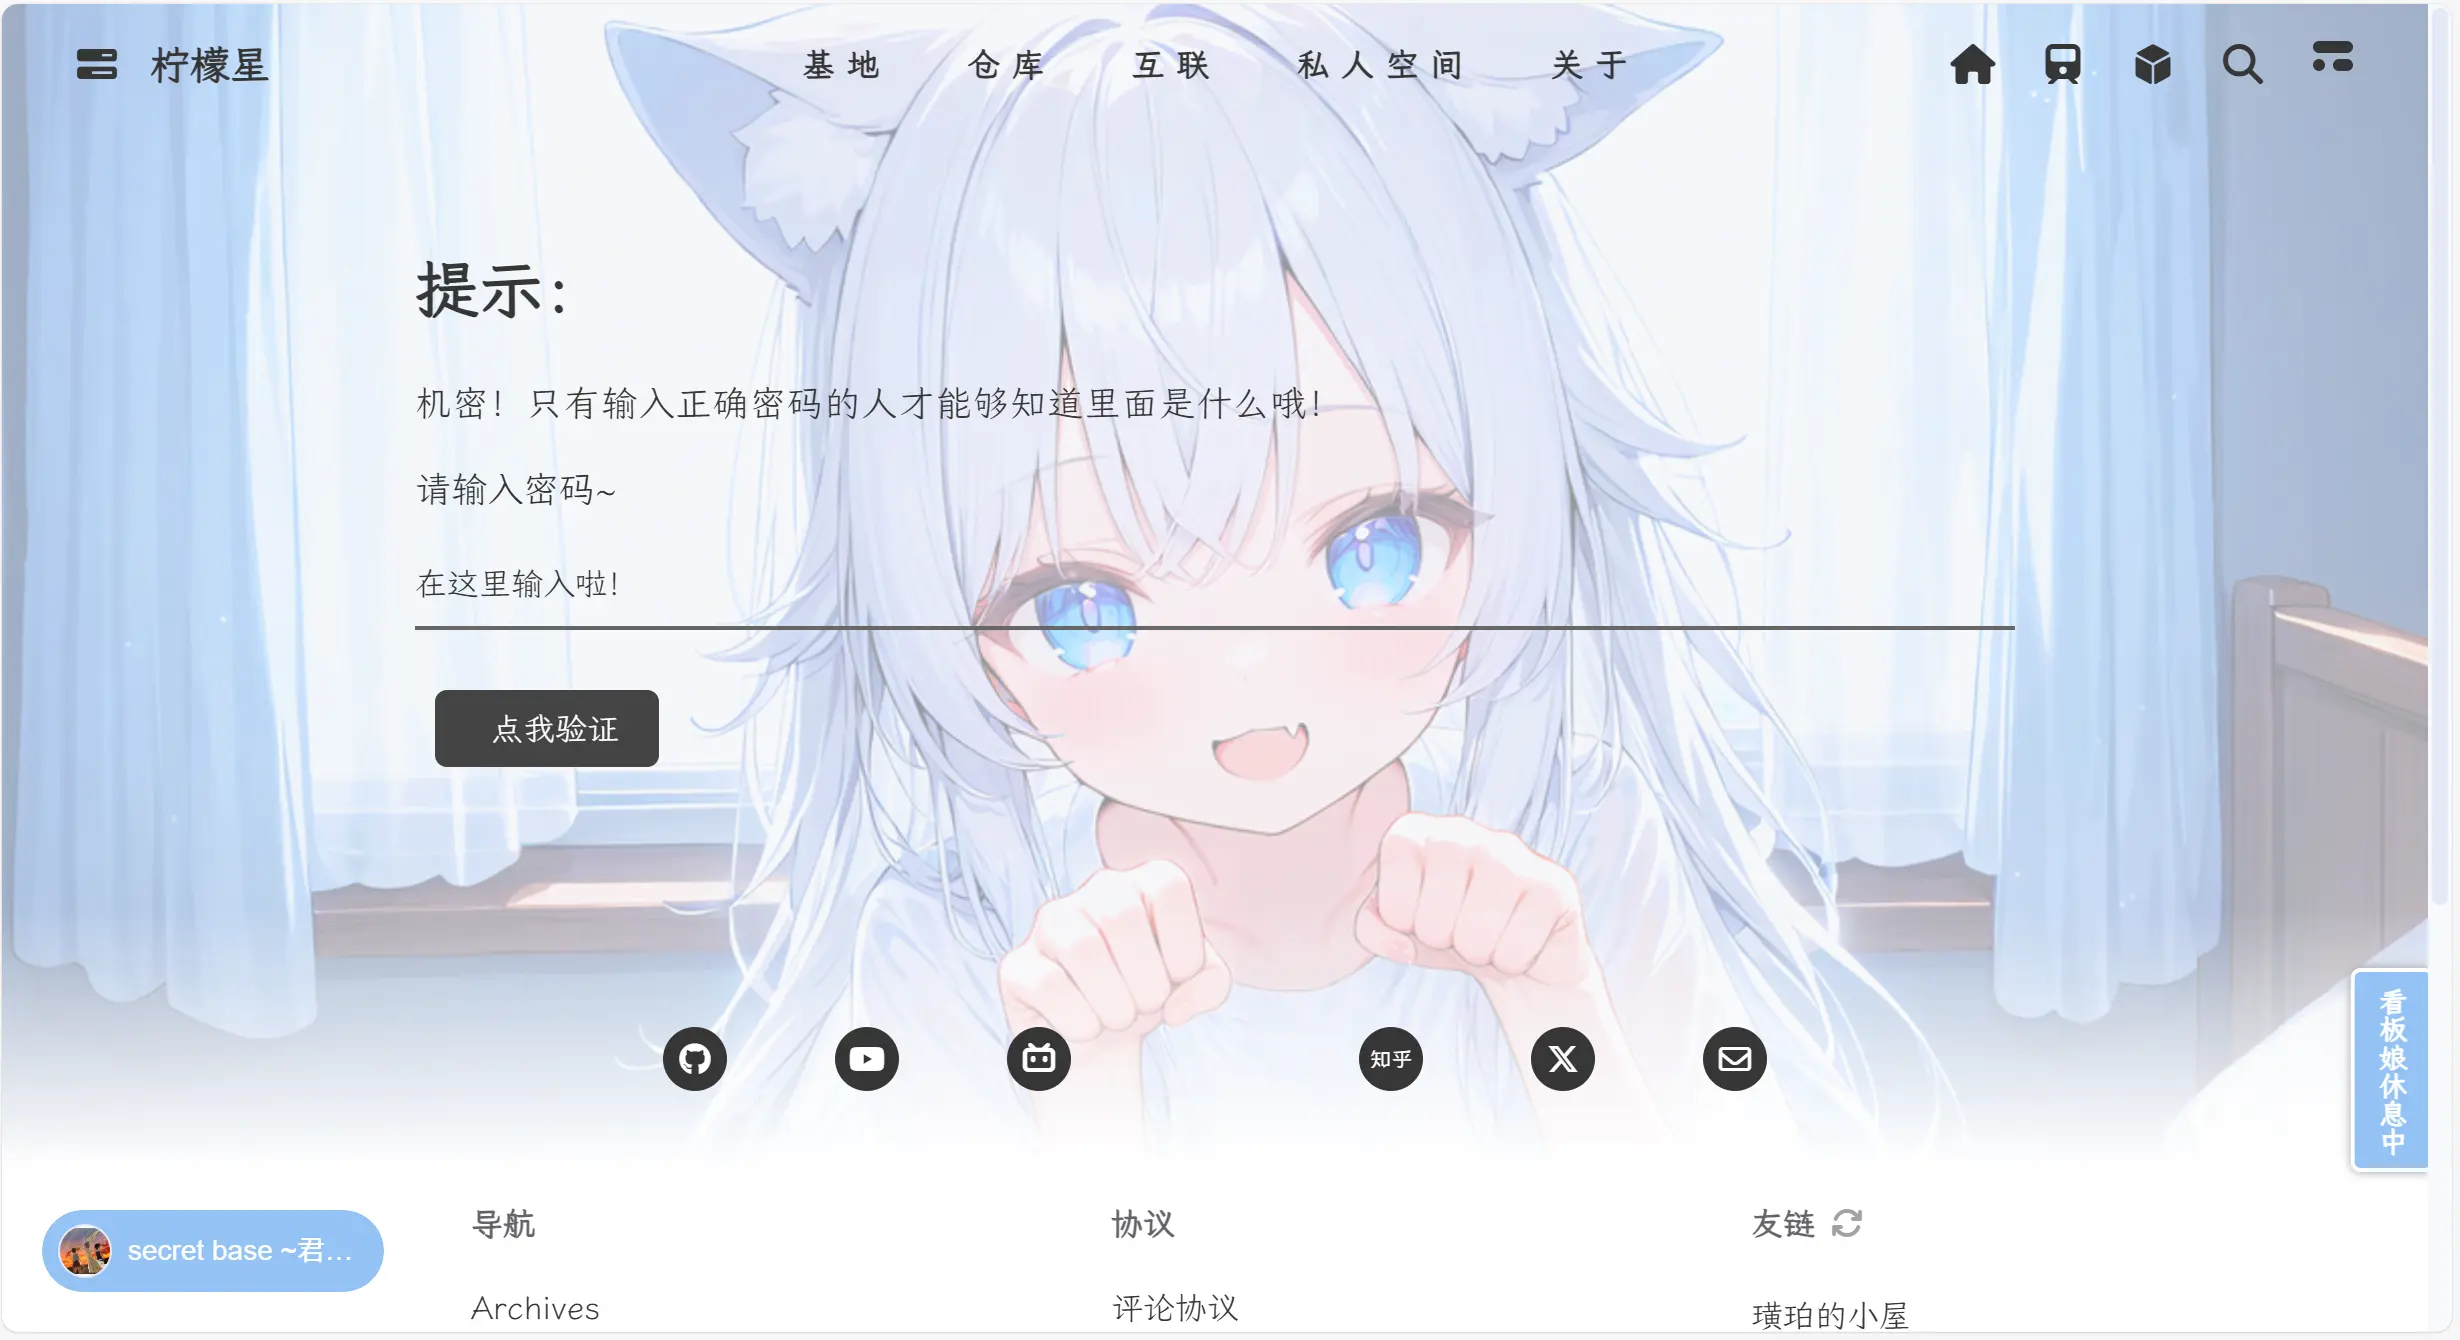 柠檬星
基地 仓库 互联 私人空间 关于
提示：
机密！只有输入正确密码的人才能够知道里面是什么哦！
请输入密码~
在这里输入啦！
点我验证
知乎
看板娘休息中
secret base ~君...
导航
Archives
协议
评论协议
友链
璜珀的小屋